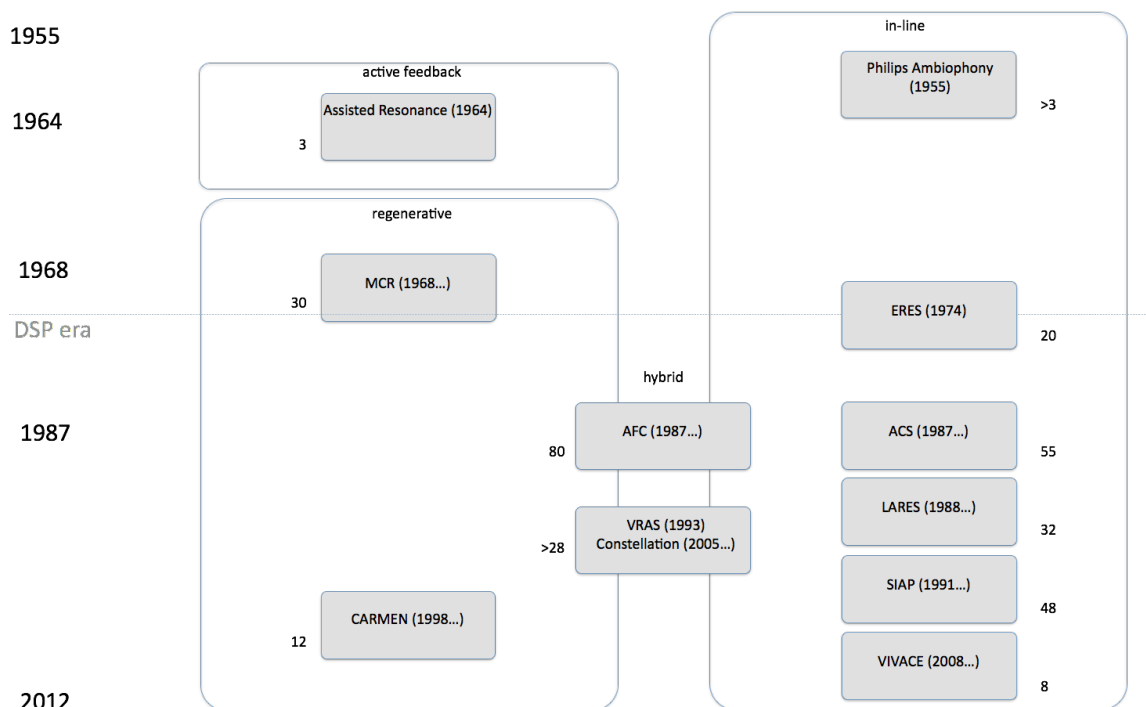 1955
in-line
active feedback
Philips Ambiophony
(1955)
Assisted Resonance (1964)
>3
1964
3
regenerative
1968
MCR (1968...)
30
ERES (1974)
DSP era
20
hybrid
1987
AFC (1987...)
ACS (1987...)
80
55
LARES (1988...)
VRAS (1993)
Constellation (2005...)
32
>28
SIAP (1991...)
CARMEN (1998...)
48
12
VIVACE (2008...)
8
2012